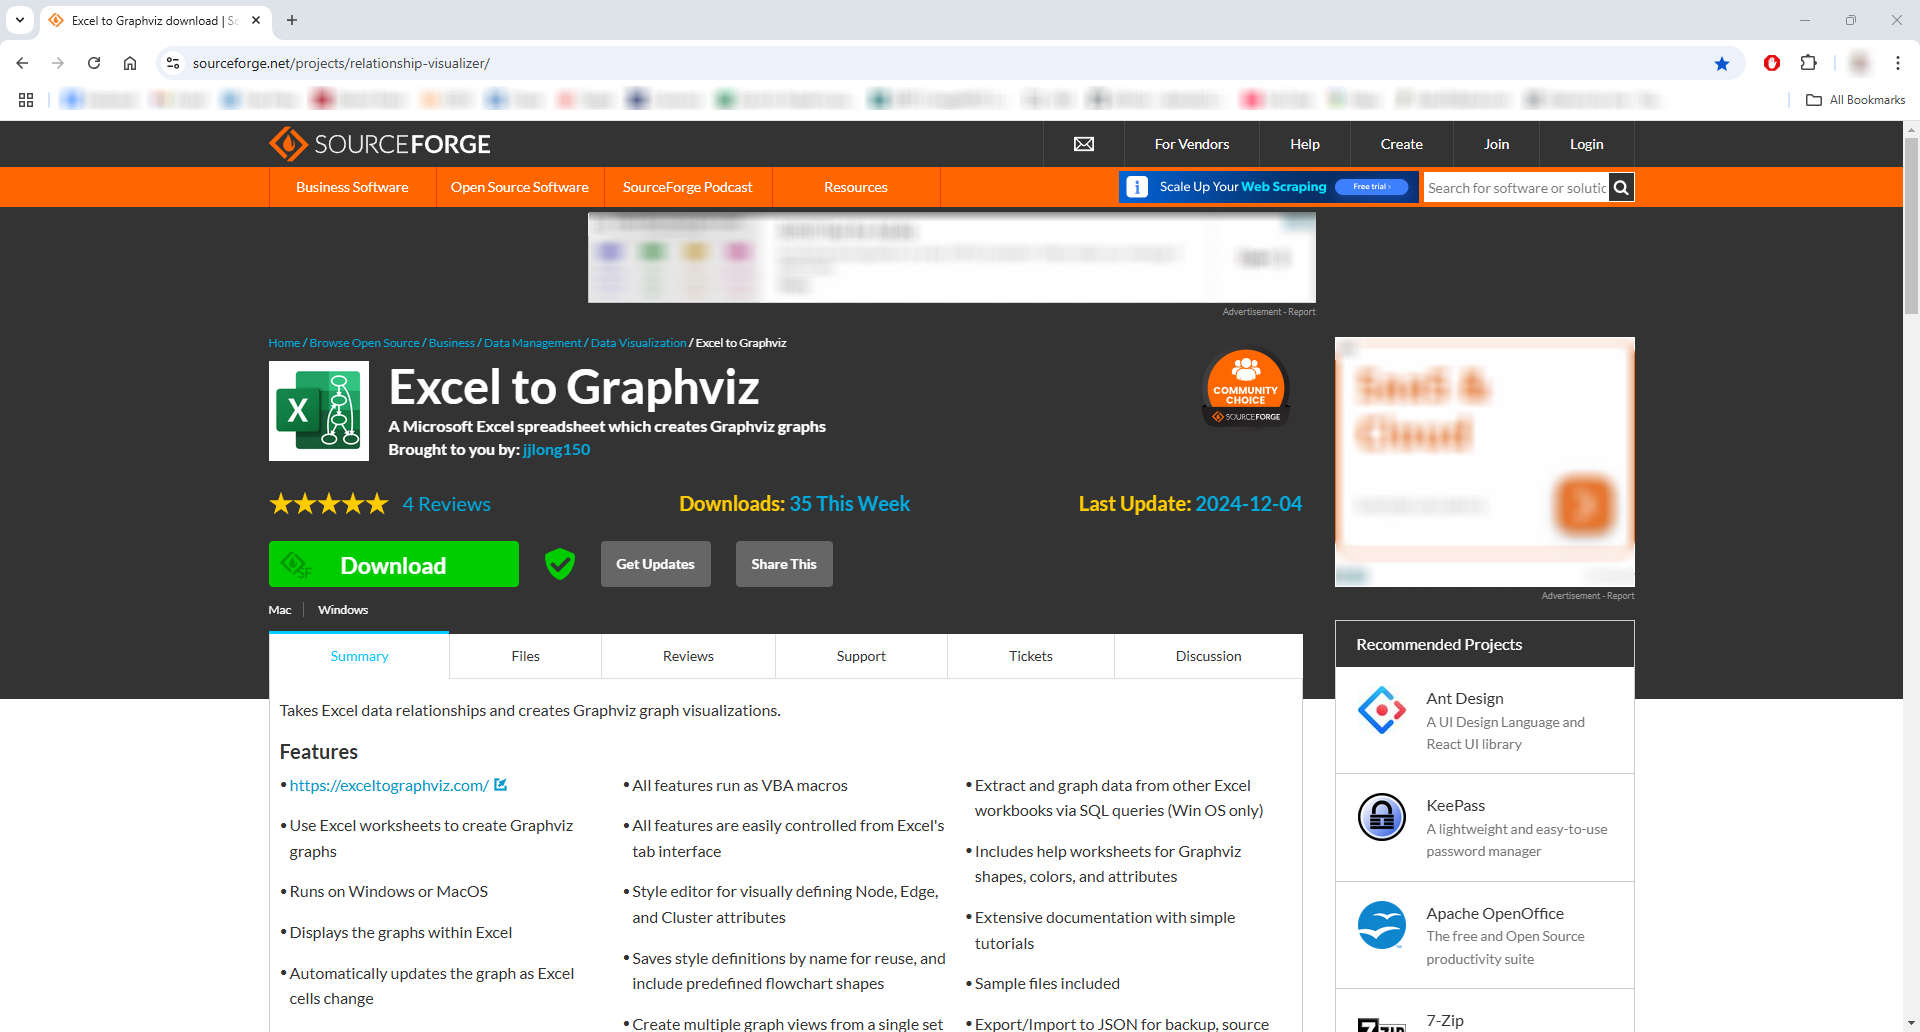 Excel to Graphviz download | Sc
sourceforge.net/projects/relationship-visualizer/
All Bookmarks
SOURCEFORGE
For Vendors
Help
Create
Join
Login
Business Software
Open Source Software
SourceForge Podcast
Resources
Scale Up Your Web Scraping
Free trial ›
Search for software or solutic
Advertisement - Report
Home / Browse Open Source / Business / Data Management / Data Visualization / Excel to Graphviz
Excel to Graphviz
A Microsoft Excel spreadsheet which creates Graphviz graphs
Brought to you by: jjlong150
X
COMMUNITY
CHOICE
SOURCEFORGE
SaaS &
Cloud
4 Reviews
Downloads: 35 This Week
Last Update: 2024-12-04
SF
Download
Get Updates
Share This
Advertisement - Report
Mac
Windows
Summary
Files
Reviews
Support
Tickets
Discussion
Takes Excel data relationships and creates Graphviz graph visualizations.
Features
• https://exceltographviz.com/
• Use Excel worksheets to create Graphviz
graphs
• Runs on Windows or MacOS
• Displays the graphs within Excel
• Automatically updates the graph as Excel
cells change
• All features run as VBA macros
• All features are easily controlled from Excel's
tab interface
• Style editor for visually defining Node, Edge,
and Cluster attributes
• Saves style definitions by name for reuse, and
include predefined flowchart shapes
• Create multiple graph views from a single set
• Extract and graph data from other Excel
workbooks via SQL queries (Win OS only)
• Includes help worksheets for Graphviz
shapes, colors, and attributes
• Extensive documentation with simple
tutorials
• Sample files included
• Export/Import to JSON for backup, source
Recommended Projects
Ant Design
A UI Design Language and
React UI library
KeePass
A lightweight and easy-to-use
password manager
Apache OpenOffice
The free and Open Source
productivity suite
7-Zip